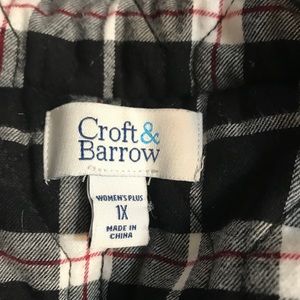 Croft&
Barrow
WOMEN'S PLUS
1X
MADE IN
CHINA